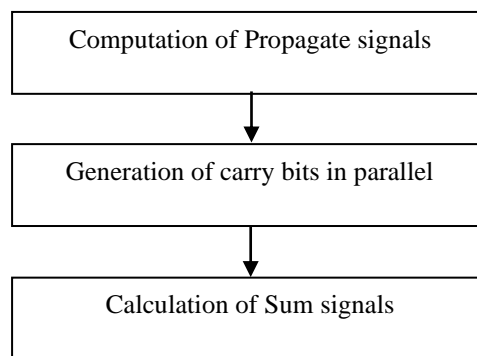 Computation of Propagate signals
Generation of carry bits in parallel
Calculation of Sum signals